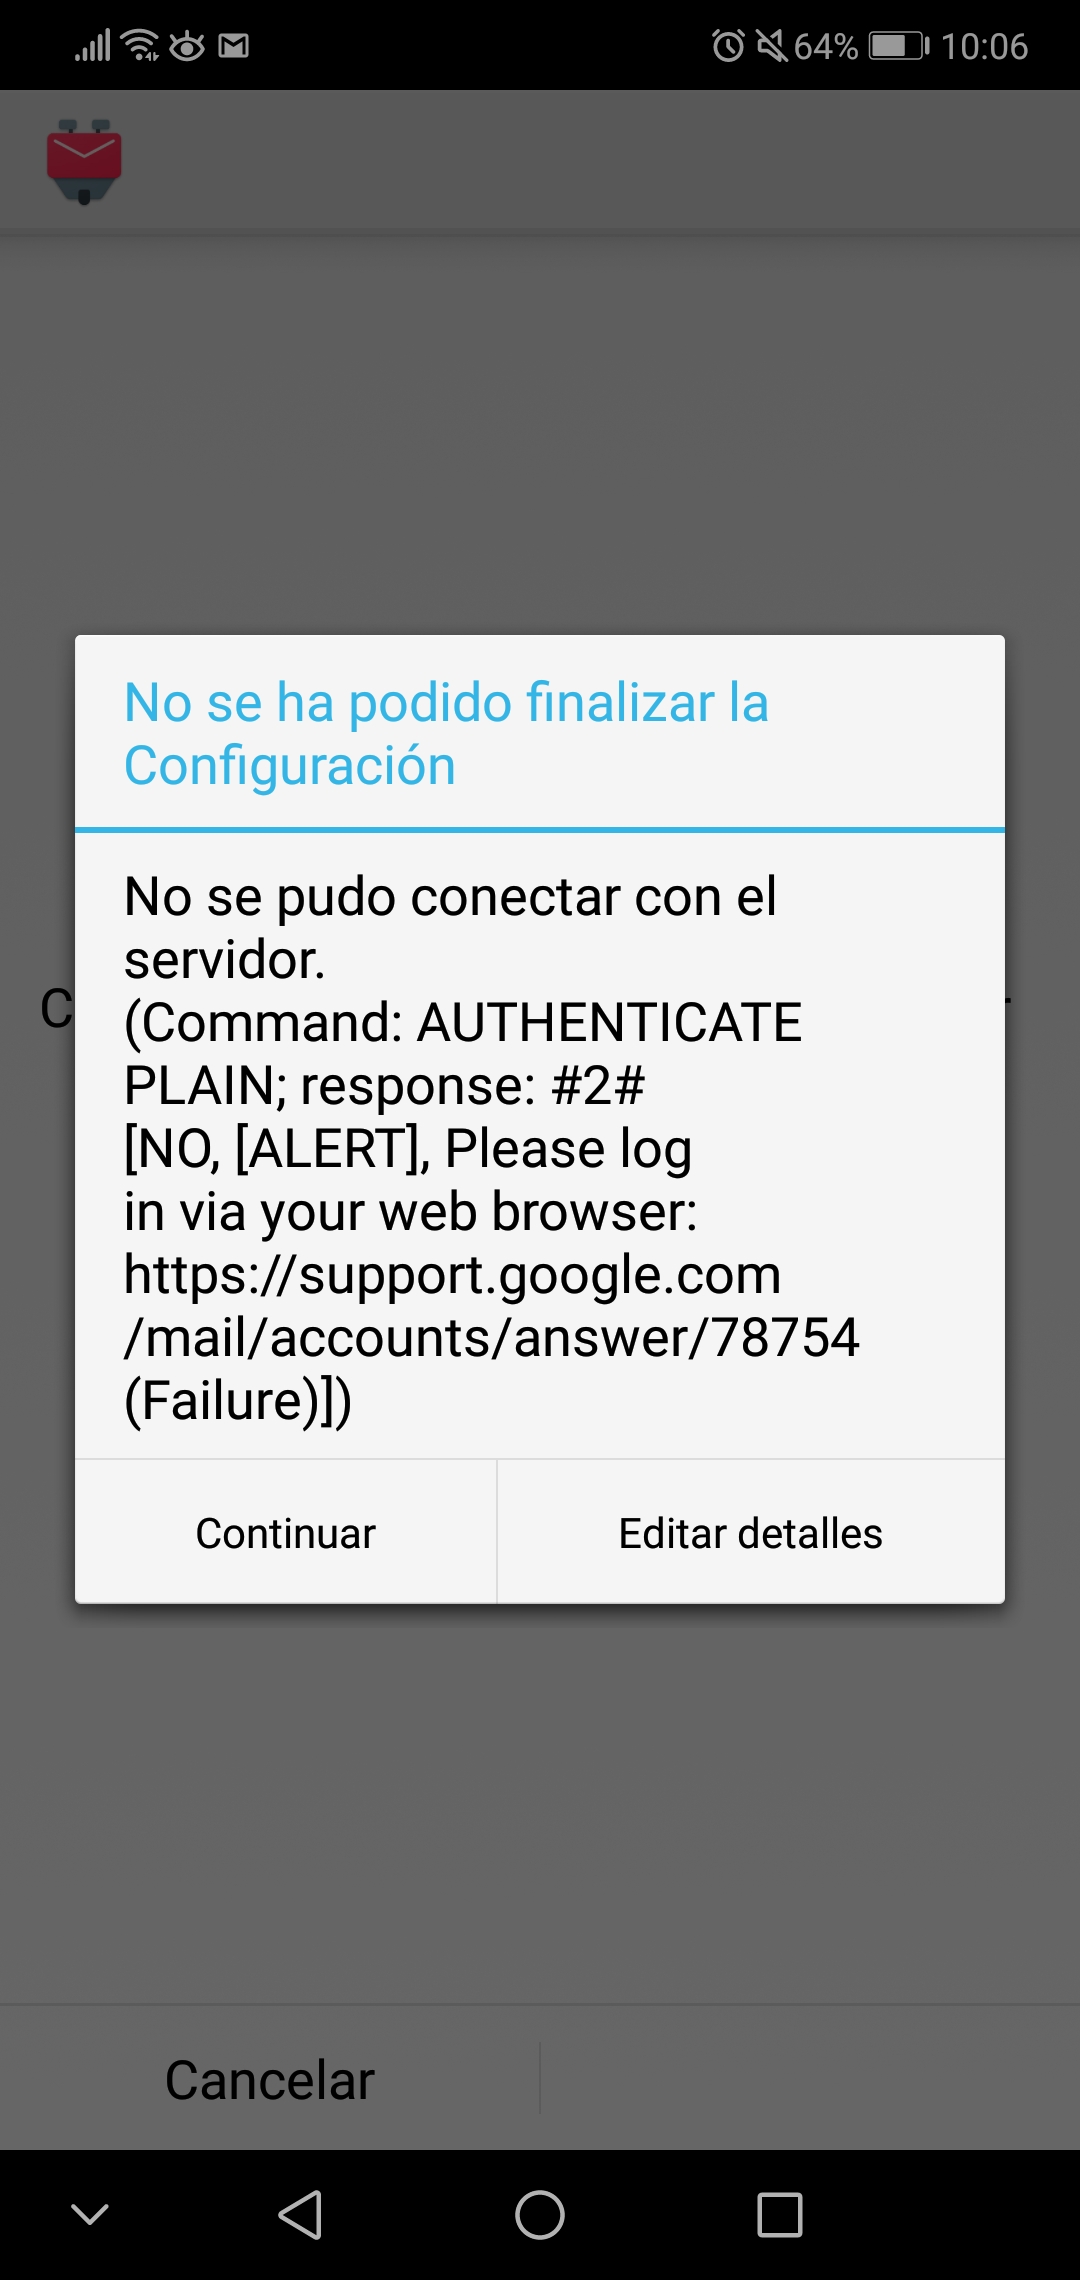 64% 10:06
No se ha podido finalizar la
Configuración
No se pudo conectar con el
servidor.
(Command: AUTHENTICATE
PLAIN; response: #2#
[NO, [ALERT], Please log
in via your web browser:
https://support.google.com
/mail/accounts/answer/78754
(Failure)])
C
Continuar
Editar detalles
Cancelar